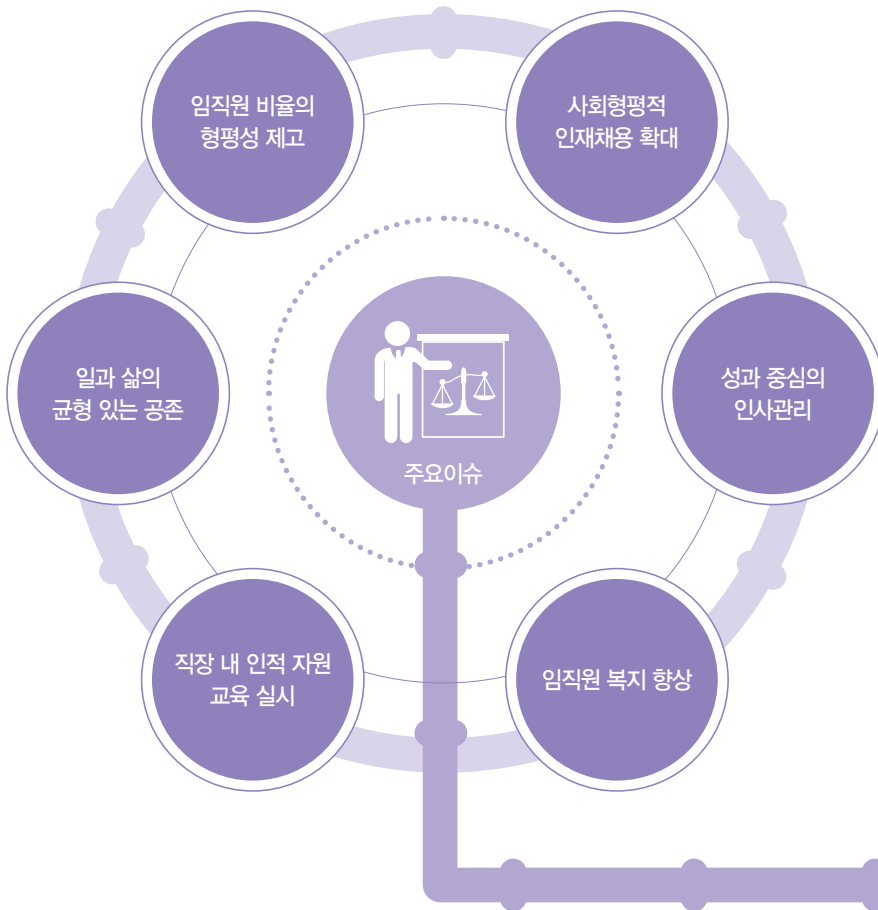 임직원 비율의
형평성 제고
사회형평적
인재채용 확대
일과 삶의
균형 있는 공존
주요이슈
성과 중심의
인사관리
직장 내 인적 자원
교육 실시
임직원 복지 향상